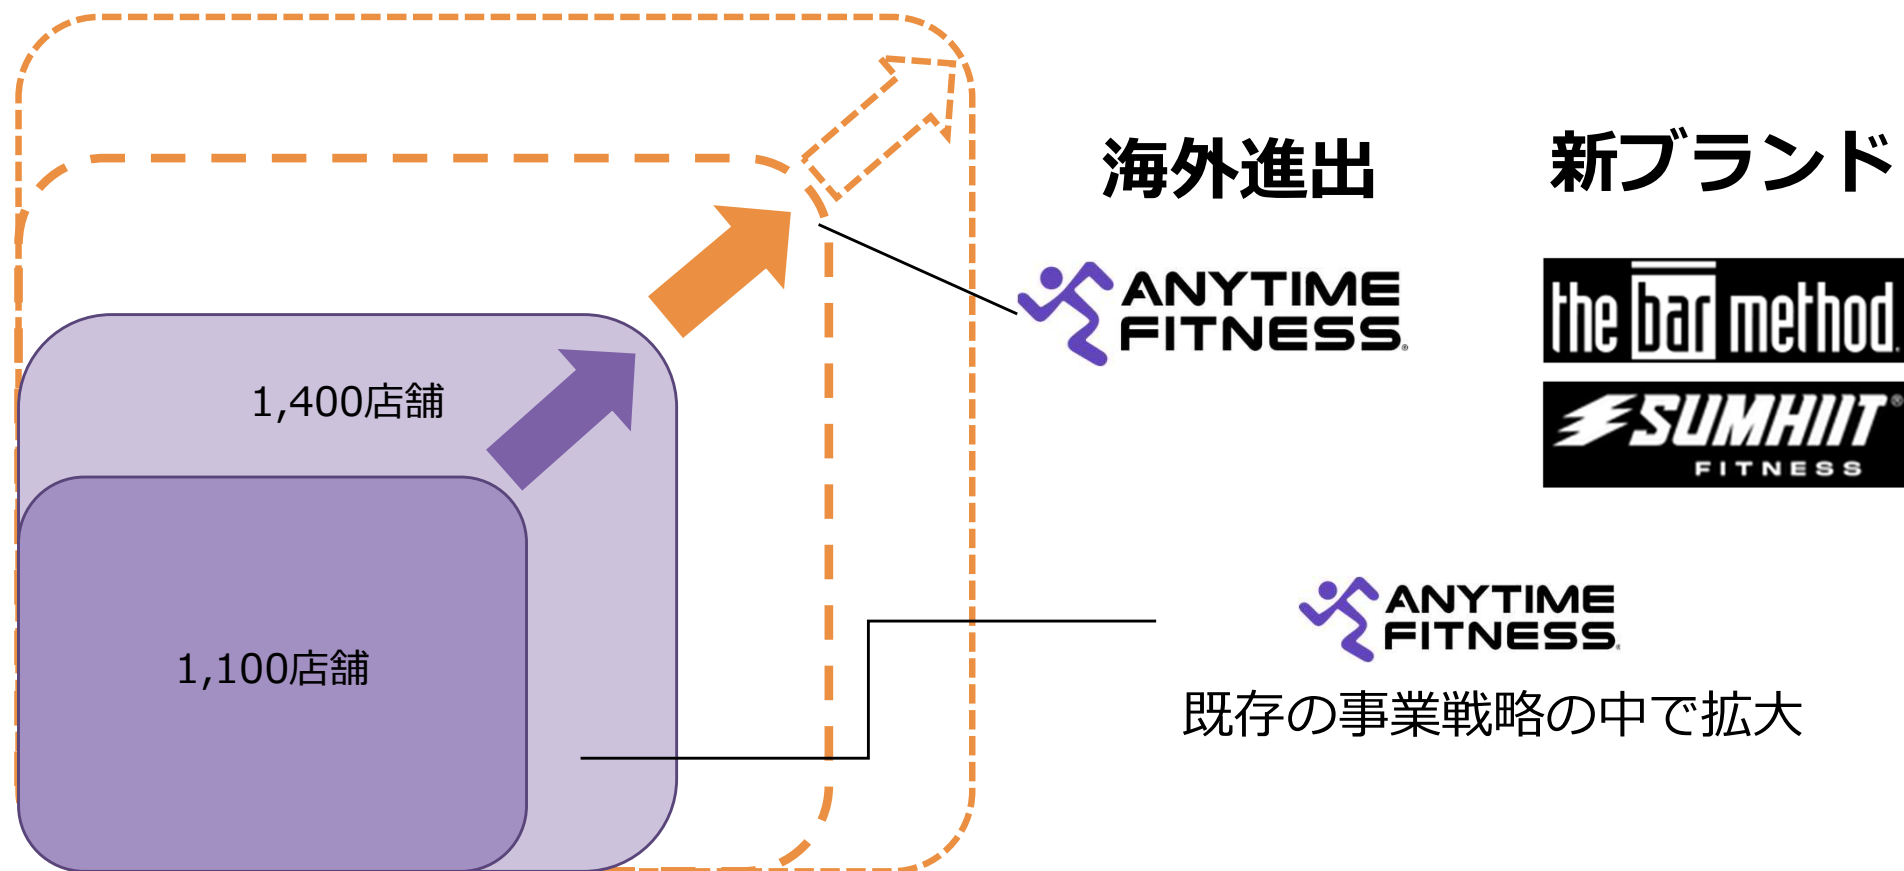 海外進出
新ブランド
ANYTIME
FITNESS®
the bar method®
SUMHIIT®
FITNESS
1,400店舗
1,100店舗
ANYTIME
FITNESS®
既存の事業戦略の中で拡大